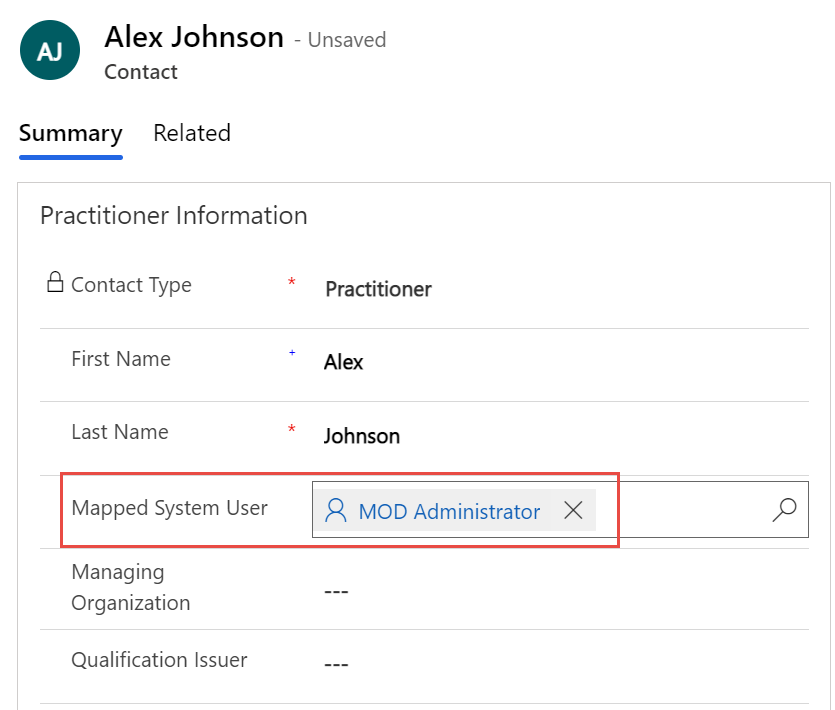 AJ
Alex Johnson - Unsaved
Contact
Summary Related
Practitioner Information
Contact Type * Practitioner
First Name + Alex
Last Name * Johnson
Mapped System User MOD Administrator
Managing
Organization ---
Qualification Issuer ---